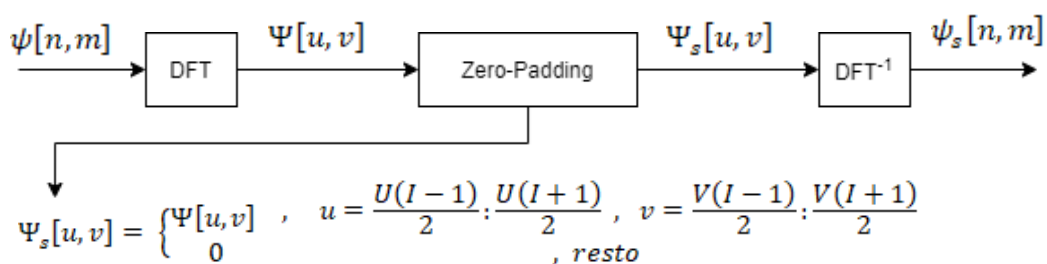 ψ[n,m] Ψ[u,v] Ψₛ[u,v] ψₛ[n,m]
DFT Zero-Padding DFT⁻¹
Ψₛ[u,v] = {Ψ[u,v] , u = U(I − 1)/2 : U(I + 1)/2 , v = V(I − 1)/2 : V(I + 1)/2
0 , resto